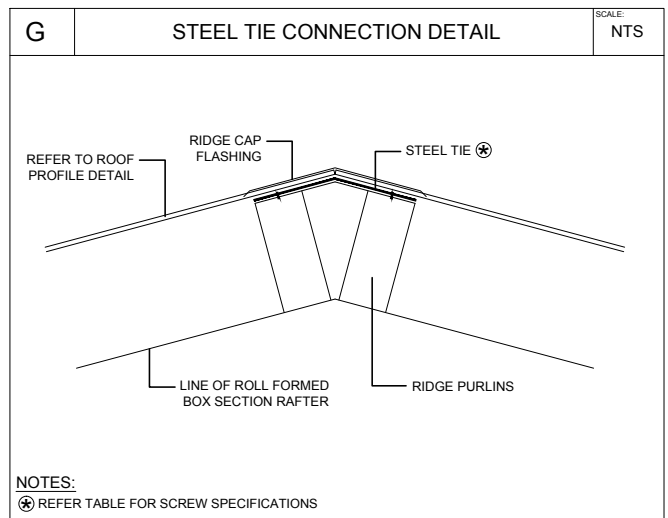 G
STEEL TIE CONNECTION DETAIL
SCALE:
NTS
RIDGE CAP
FLASHING
STEEL TIE ⊛
REFER TO ROOF
PROFILE DETAIL
LINE OF ROLL FORMED
BOX SECTION RAFTER
RIDGE PURLINS
NOTES:
⊛ REFER TABLE FOR SCREW SPECIFICATIONS